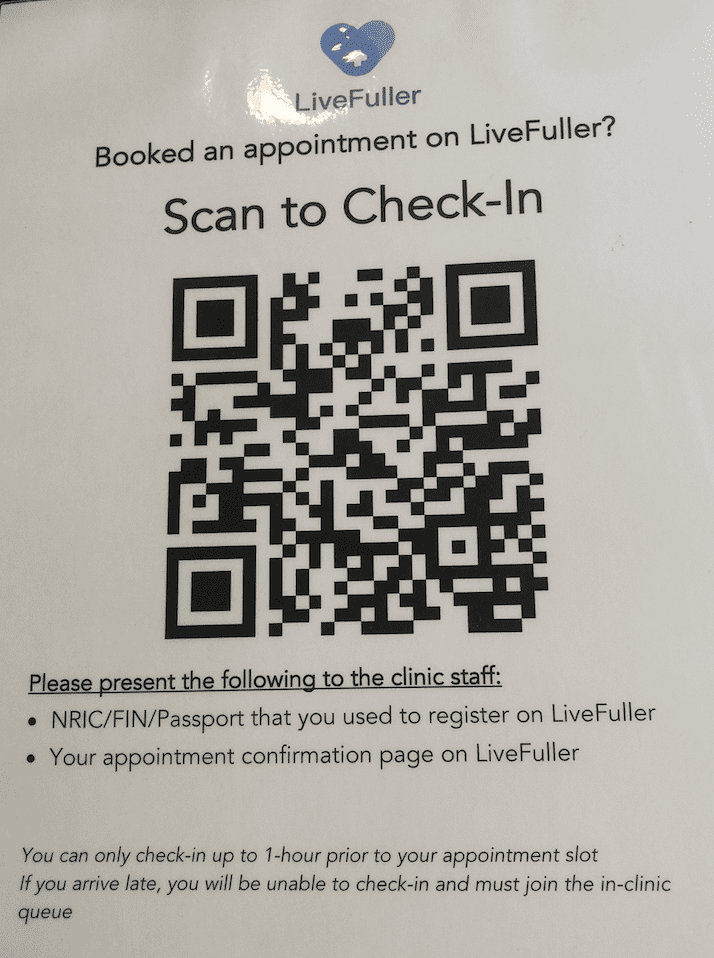 LiveFuller
Booked an appointment on LiveFuller?
Scan to Check-In
Please present the following to the clinic staff:
• NRIC/FIN/Passport that you used to register on LiveFuller
• Your appointment confirmation page on LiveFuller
You can only check-in up to 1-hour prior to your appointment slot
If you arrive late, you will be unable to check-in and must join the in-clinic
queue